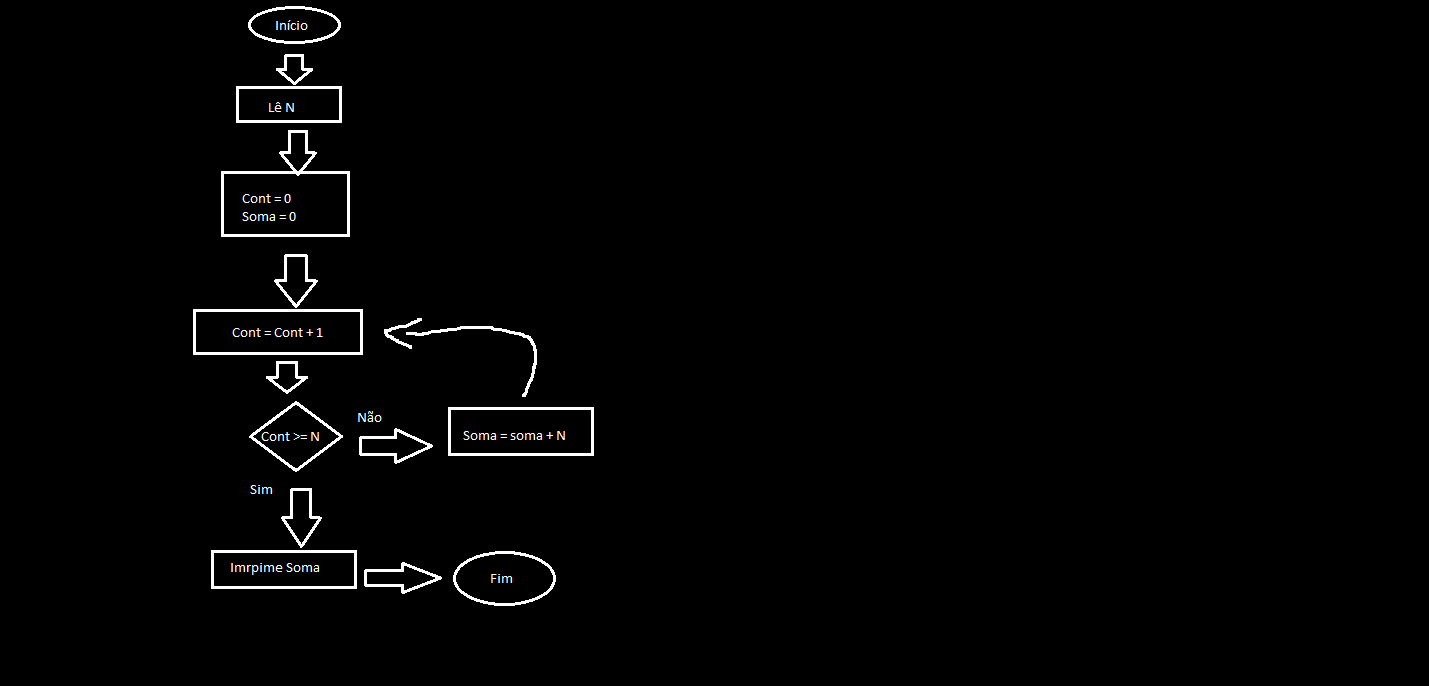 Início
Lê N
Cont = 0
Soma = 0
Cont = Cont + 1
Cont >= N
Não
Soma = soma + N
Sim
Imrpime Soma
Fim